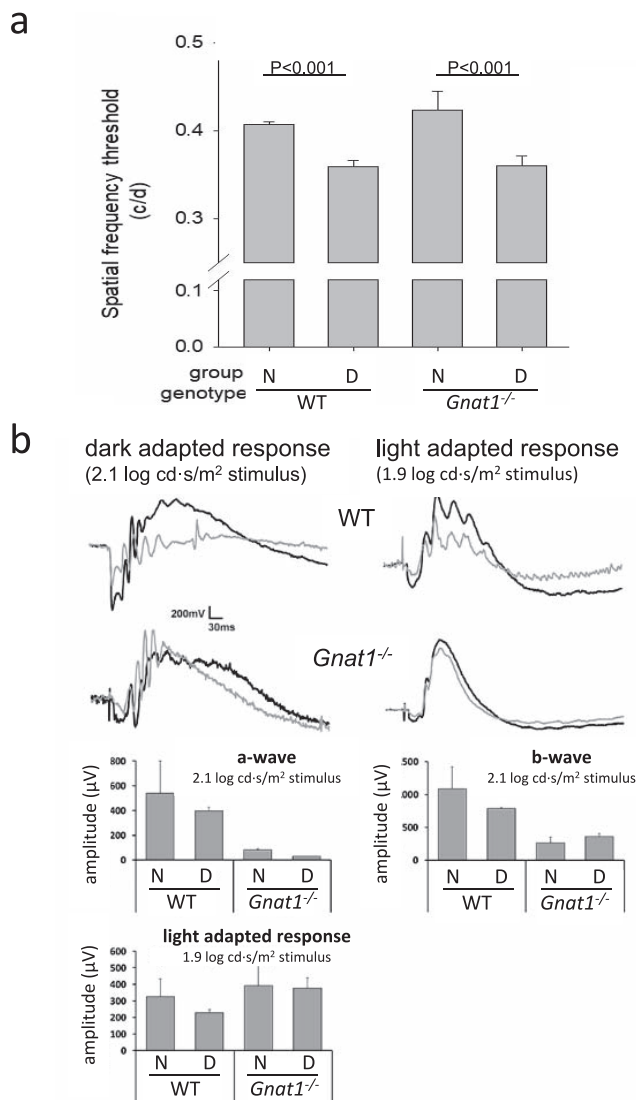 a
Spatial frequency threshold
(c/d)
0.5
0.4
0.3
0.1
0.0
P<0.001
P<0.001
group
N
D
N
D
genotype
WT
Gnat1-/-
b
dark adapted response
(2.1 log cd·s/m² stimulus)
light adapted response
(1.9 log cd·s/m² stimulus)
WT
200mV
30ms
Gnat1-/-
a-wave
2.1 log cd·s/m² stimulus
amplitude (µV)
800
600
400
200
0
N
D
N
D
WT
Gnat1-/-
b-wave
2.1 log cd·s/m² stimulus
amplitude (µV)
500
000
500
0
N
D
N
D
WT
Gnat1-/-
light adapted response
1.9 log cd·s/m² stimulus
amplitude (µV)
600
500
400
300
200
100
0
N
D
N
D
WT
Gnat1-/-